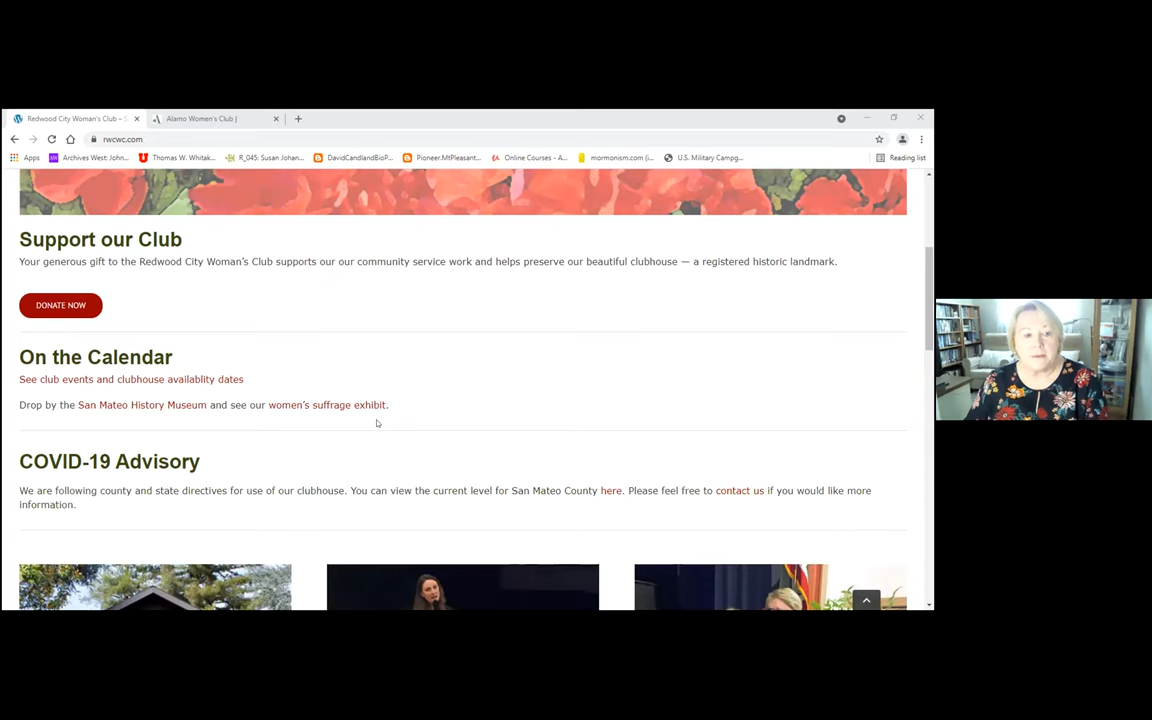 Redwood City Woman's Club – S
Alamo Women's Club |
rwcwc.com
Apps
Archives West: John...
Thomas W. Whitak...
R_045: Susan Johan...
DavidCandlandBioP...
Pioneer.MtPleasant...
Online Courses - A...
mormonism.com (i...
U.S. Military Campg...
Reading list
Support our Club
Your generous gift to the Redwood City Woman's Club supports our our community service work and helps preserve our beautiful clubhouse — a registered historic landmark.
DONATE NOW
On the Calendar
See club events and clubhouse availablity dates
Drop by the San Mateo History Museum and see our women's suffrage exhibit.
COVID-19 Advisory
We are following county and state directives for use of our clubhouse. You can view the current level for San Mateo County here. Please feel free to contact us if you would like more
information.